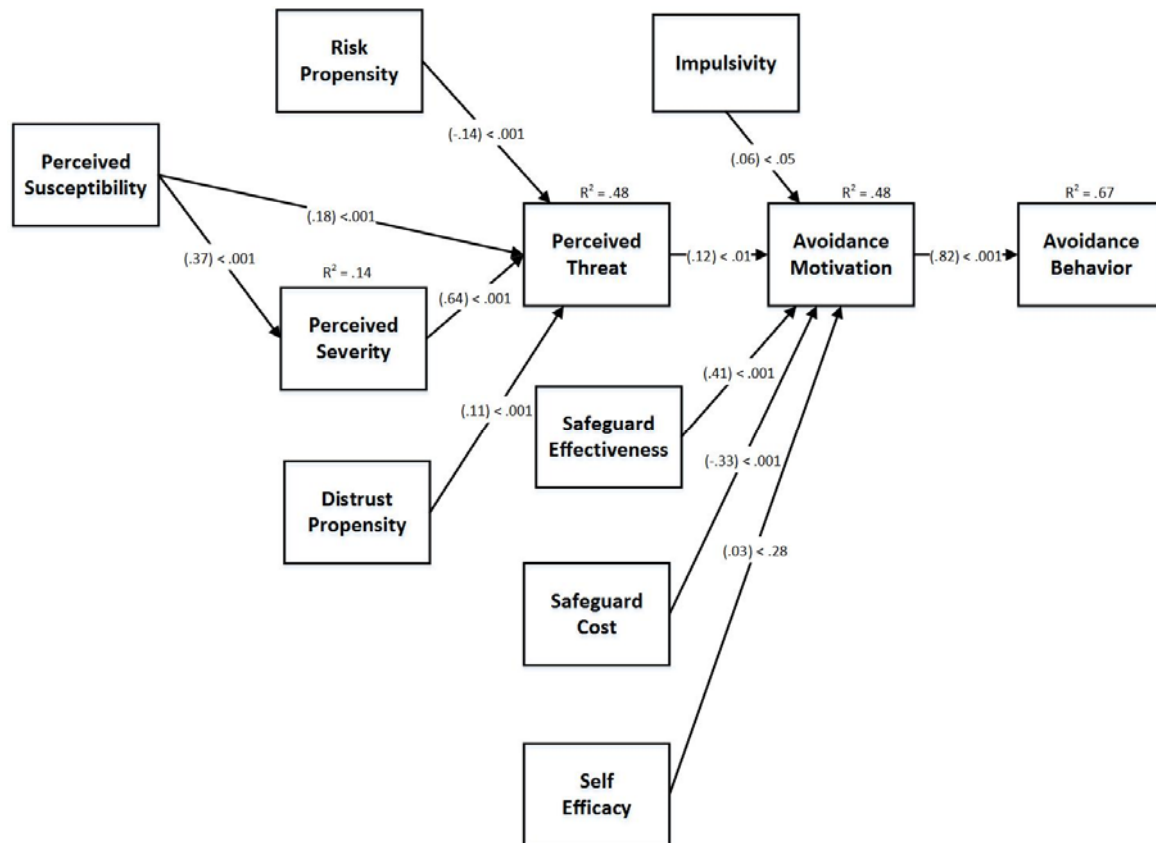 Risk
Propensity
Impulsivity
(-.14) < .001
Perceived
Susceptibility
(.06) < .05
R² = .48
R² = .48
R² = .67
(.18) <.001
Perceived
Threat
(.12) < .01
Avoidance
Motivation
(.82) < .001
Avoidance
Behavior
(.37) < .001
R² = .14
(.64) < .001
Perceived
Severity
(.41) < .001
(.11) < .001
Safeguard
Effectiveness
(-.33) < .001
Distrust
Propensity
(.03) < .28
Safeguard
Cost
Self
Efficacy